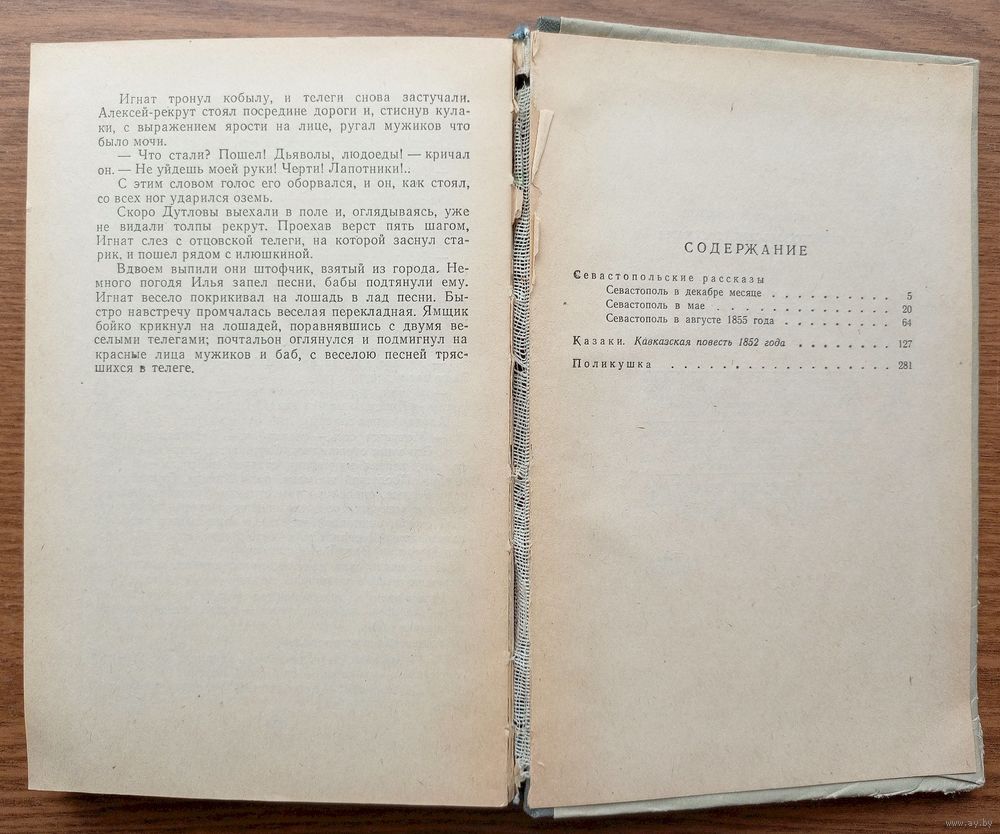 Игнат тронул кобылу, и телеги снова застучали.
Алексей-рекрут стоял посредине дороги и, стиснув кула-
ки, с выражением ярости на лице, ругал мужиков что
было мочи.
— Что стали? Пошел! Дьяволы, людоеды! — кричал
он. — Не уйдешь моей руки! Черти! Лапотники!..
С этим словом голос его оборвался, и он, как стоял,
со всех ног ударился оземь.
Скоро Дутловы выехали в поле и, оглядываясь, уже
не видали толпы рекрут. Проехав верст пять шагом,
Игнат слез с отцовской телеги, на которой заснул ста-
рик, и пошел рядом с илюшкиной.
Вдвоем выпили они штофчик, взятый из города. Не-
много погодя Илья запел песни, бабы подтянули ему.
Игнат весело покрикивал на лошадь в лад песни. Бы-
стро навстречу промчалась веселая перекладная. Ямщик
бойко крикнул на лошадей, поравнявшись с двумя ве-
селыми телегами; почтальон оглянулся и подмигнул на
красные лица мужиков и баб, с веселою песней тряс-
шихся в телеге.
СОДЕРЖАНИЕ
Севастопольские рассказы
Севастополь в декабре месяце . . . . . . . . . . 5
Севастополь в мае . . . . . . . . . . . . . 20
Севастополь в августе 1855 года . . . . . . . . . 64
Казаки. Кавказская повесть 1852 года . . . . . . . . 127
Поликушка . . . . . . . . . . . . . . . . . 281
www.ay.by